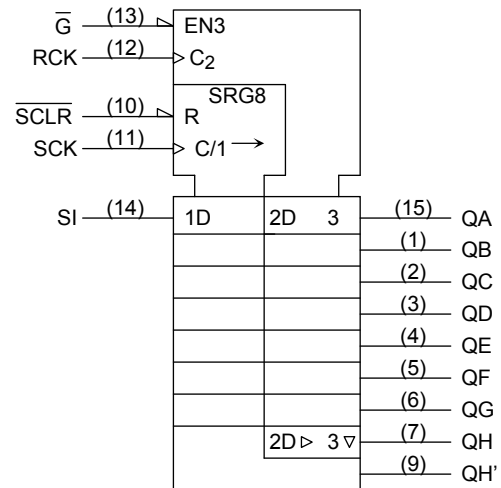 G̅ (13) EN3
RCK (12) C2
SRG8
S̅C̅L̅R̅ (10) R
SCK (11) C/1
SI (14) 1D 2D 3 (15) QA
(1) QB
(2) QC
(3) QD
(4) QE
(5) QF
(6) QG
2D 3 (7) QH
(9) QH'